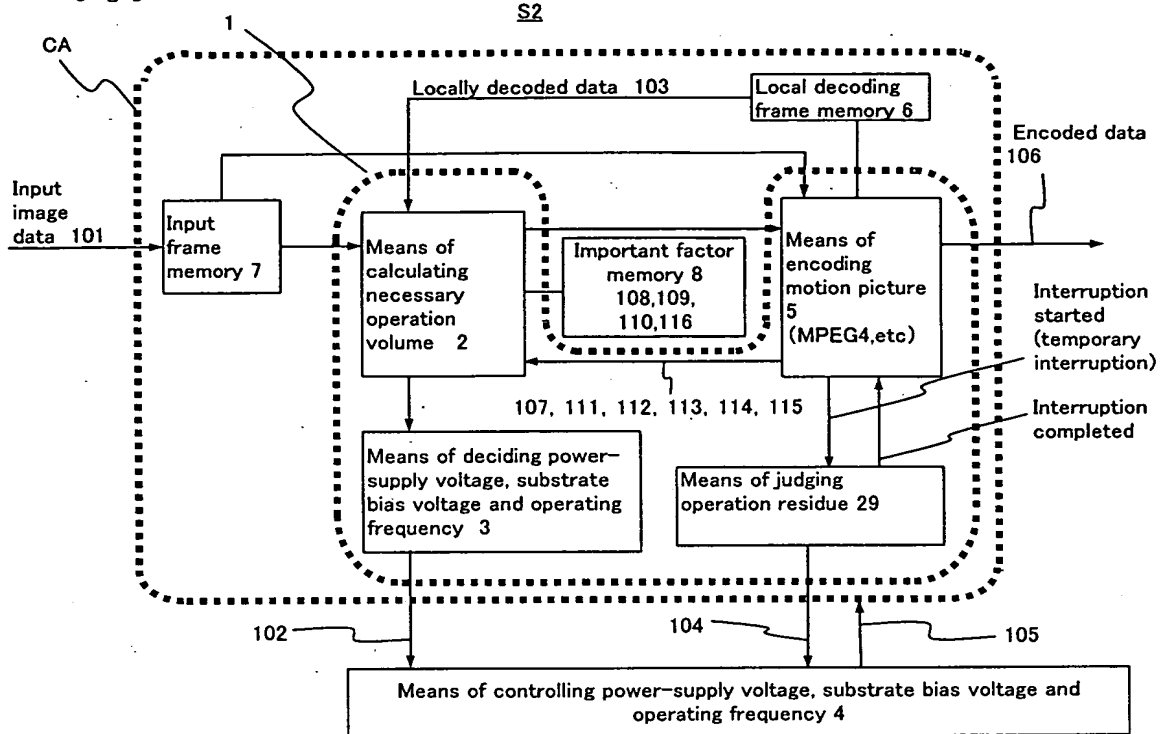 S2
1
CA
Locally decoded data 103
Local decoding
frame memory 6
Encoded data
106
Input
image
data 101
Input
frame
memory 7
Means of
calculating
necessary
operation
volume 2
Important factor
memory 8
108,109,
110,116
Means of
encoding
motion picture
5
(MPEG4,etc)
Interruption
started
(temporary
interruption)
107, 111, 112, 113, 114, 115
Interruption
completed
Means of deciding power-
supply voltage, substrate
bias voltage and operating
frequency 3
Means of judging
operation residue 29
102
104
105
Means of controlling power-supply voltage, substrate bias voltage and
operating frequency 4